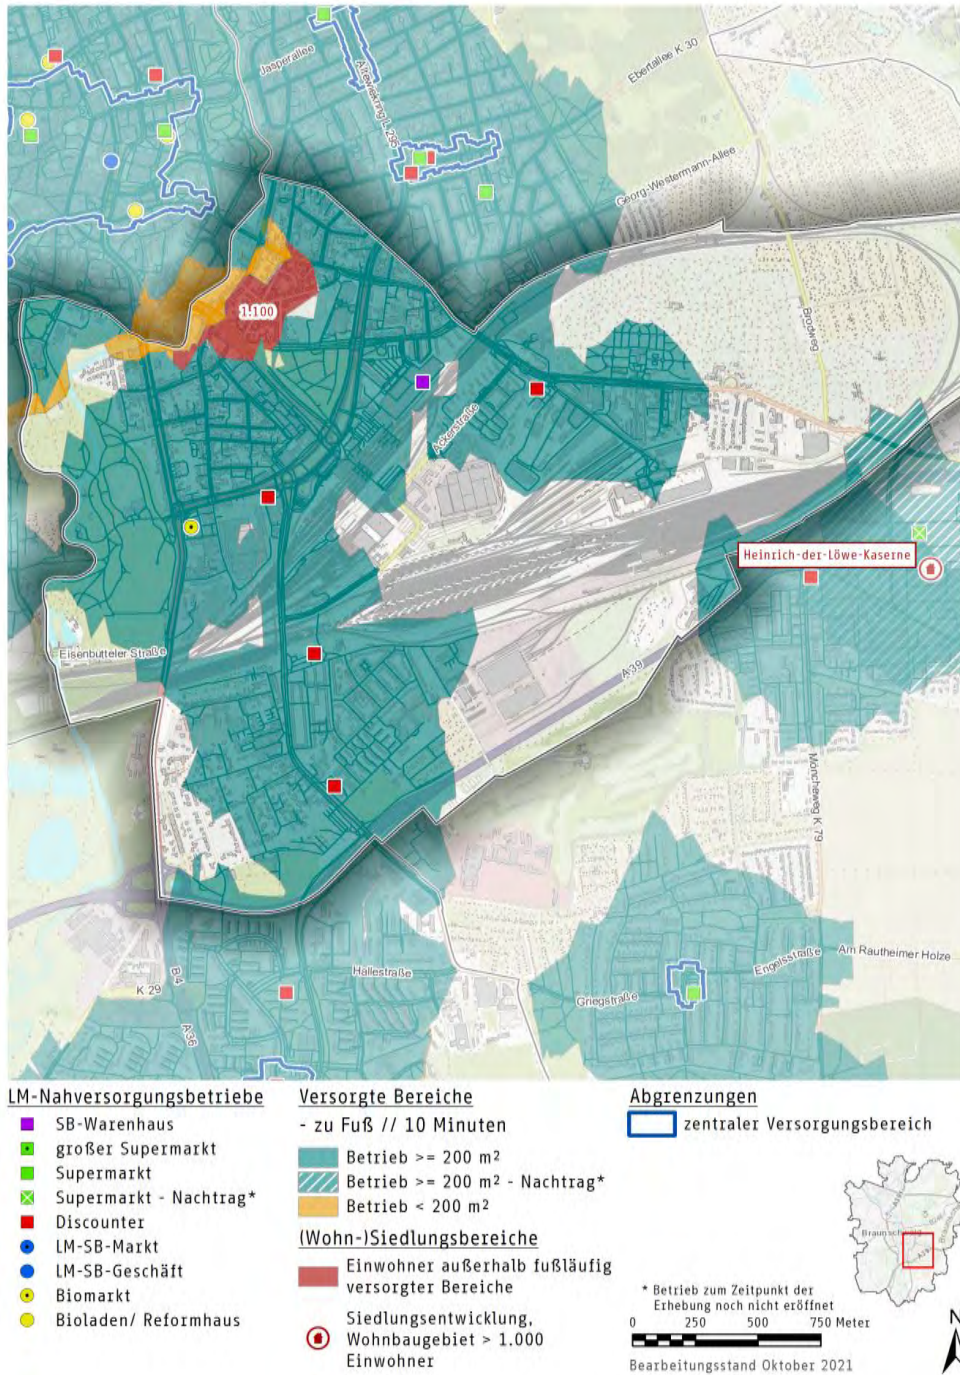 Jasperallee
Altewiekring L 295
Ebertallee K 30
Georg-Westermann-Allee
1.100
Brodweg
Ackerstraße
Heinrich-der-Löwe-Kaserne
Eisenbütteler Straße
A 39
Möncheweg K 79
Hallestraße
K 29
B 4
A 36
Griegstraße
Engelsstraße
Am Rautheimer Holze
LM-Nahversorgungsbetriebe
SB-Warenhaus
großer Supermarkt
Supermarkt
Supermarkt - Nachtrag*
Discounter
LM-SB-Markt
LM-SB-Geschäft
Biomarkt
Bioladen/ Reformhaus
Versorgte Bereiche
- zu Fuß // 10 Minuten
Betrieb >= 200 m²
Betrieb >= 200 m² - Nachtrag*
Betrieb < 200 m²
(Wohn-)Siedlungsbereiche
Einwohner außerhalb fußläufig
versorgter Bereiche
Siedlungsentwicklung,
Wohnbaugebiet > 1.000
Einwohner
Abgrenzungen
zentraler Versorgungsbereich
Braunschweig
* Betrieb zum Zeitpunkt der
Erhebung noch nicht eröffnet
0 250 500 750 Meter
Bearbeitungsstand Oktober 2021
N